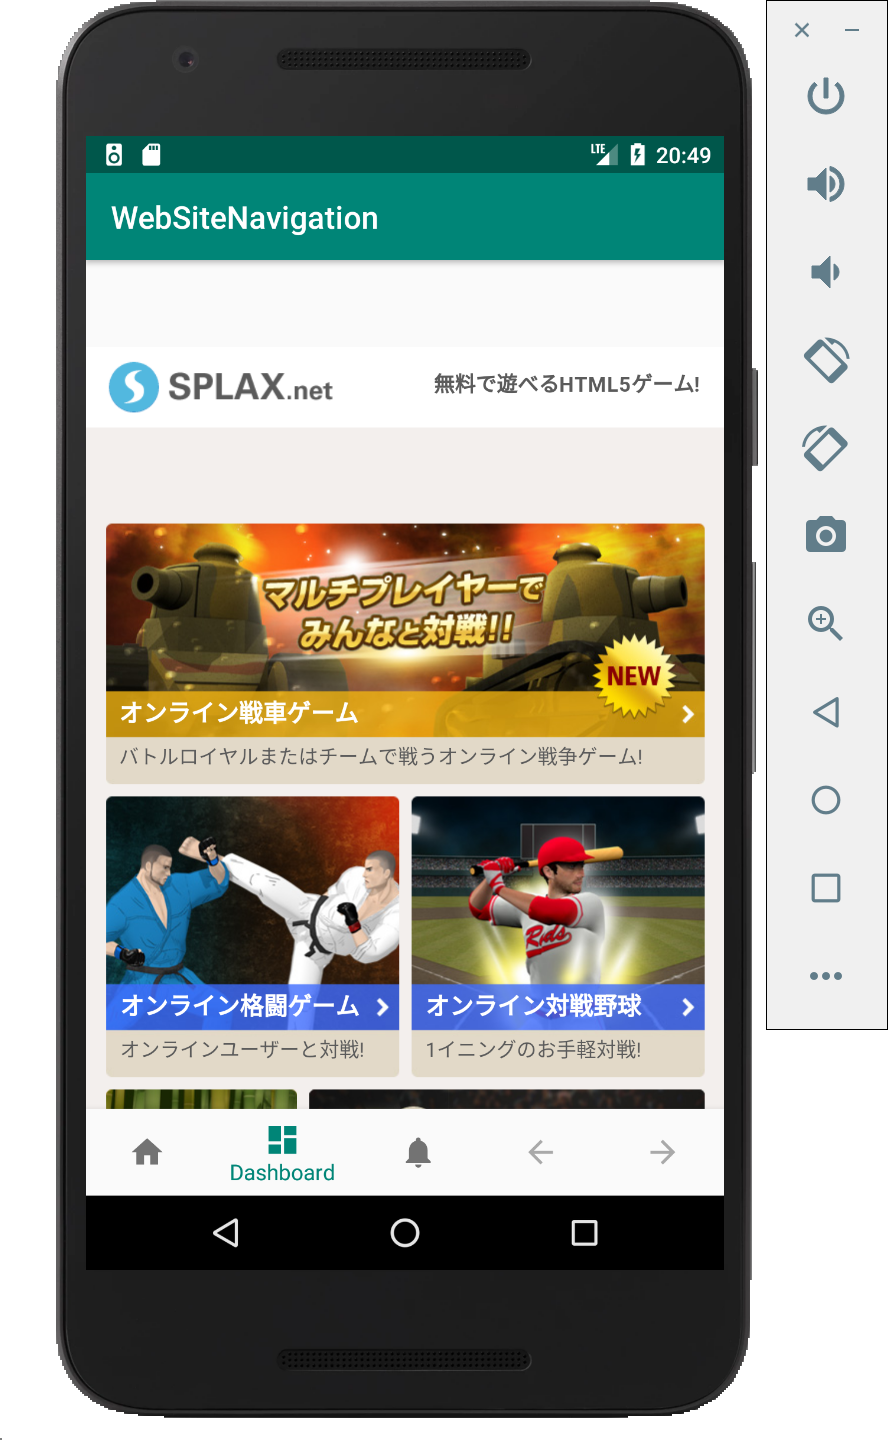 LTE 20:49
WebSiteNavigation
SPLAX.net
無料で遊べるHTML5ゲーム!
マルチプレイヤーで
みんなと対戦!!
NEW
オンライン戦車ゲーム
バトルロイヤルまたはチームで戦うオンライン戦争ゲーム!
オンライン格闘ゲーム
オンラインユーザーと対戦!
Reds
オンライン対戦野球
1イニングのお手軽対戦!
Dashboard